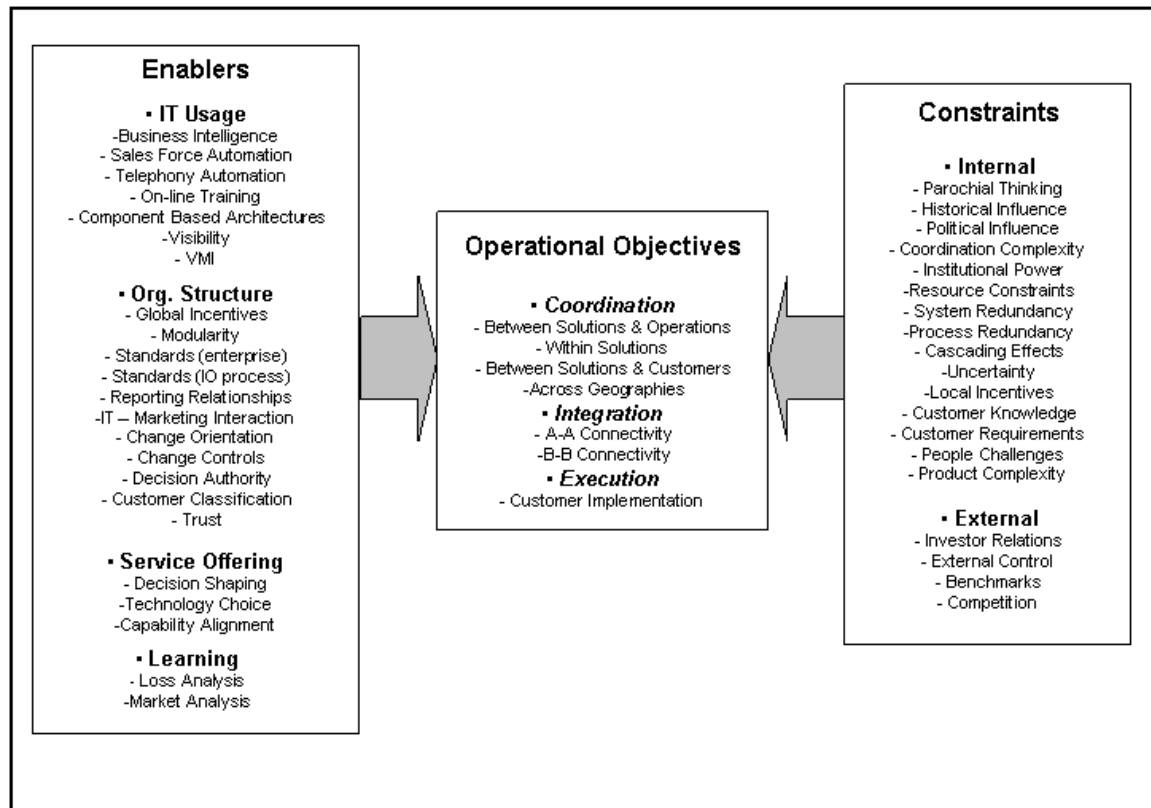 Enablers
▪ IT Usage
-Business Intelligence
- Sales Force Automation
- Telephony Automation
- On-line Training
- Component Based Architectures
-Visibility
- VMI
▪ Org. Structure
- Global Incentives
- Modularity
- Standards (enterprise)
- Standards (IO process)
- Reporting Relationships
-IT – Marketing Interaction
- Change Orientation
- Change Controls
- Decision Authority
- Customer Classification
- Trust
▪ Service Offering
- Decision Shaping
-Technology Choice
-Capability Alignment
▪ Learning
- Loss Analysis
-Market Analysis
Operational Objectives
▪ Coordination
- Between Solutions & Operations
- Within Solutions
- Between Solutions & Customers
-Across Geographies
▪ Integration
- A-A Connectivity
-B-B Connectivity
▪ Execution
- Customer Implementation
Constraints
▪ Internal
- Parochial Thinking
- Historical Influence
- Political Influence
- Coordination Complexity
- Institutional Power
-Resource Constraints
- System Redundancy
-Process Redundancy
- Cascading Effects
-Uncertainty
-Local Incentives
- Customer Knowledge
- Customer Requirements
- People Challenges
- Product Complexity
▪ External
- Investor Relations
- External Control
- Benchmarks
- Competition